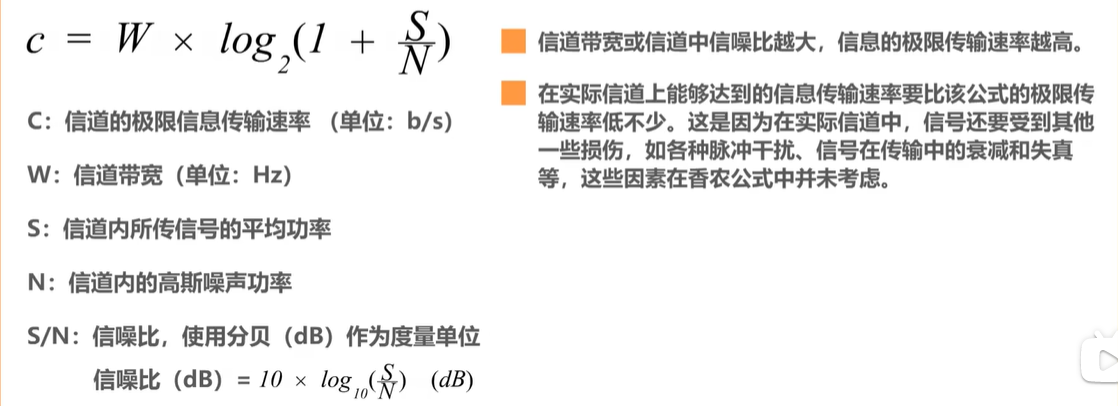 c = W × log₂(1 + S/N)
C：信道的极限信息传输速率 （单位：b/s）
W：信道带宽（单位：Hz）
S：信道内所传信号的平均功率
N：信道内的高斯噪声功率
S/N：信噪比，使用分贝（dB）作为度量单位
信噪比（dB）= 10 × log₁₀(S/N) (dB)
信道带宽或信道中信噪比越大，信息的极限传输速率越高。
在实际信道上能够达到的信息传输速率要比该公式的极限传
输速率低不少。这是因为在实际信道中，信号还要受到其他
一些损伤，如各种脉冲干扰、信号在传输中的衰减和失真
等，这些因素在香农公式中并未考虑。